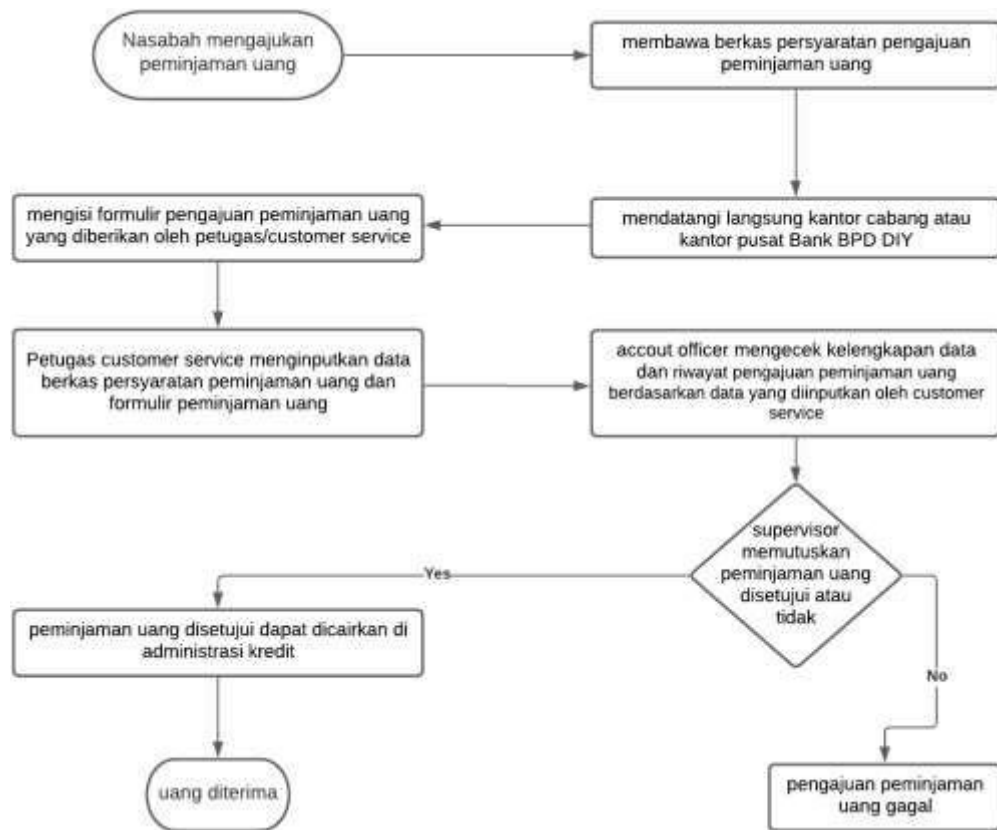 Nasabah mengajukan
peminjaman uang
membawa berkas persyaratan pengajuan
peminjaman uang
mendatangi langsung kantor cabang atau
kantor pusat Bank BPD DIY
mengisi formulir pengajuan peminjaman uang
yang diberikan oleh petugas/customer service
Petugas customer service menginputkan data
berkas persyaratan peminjaman uang dan
formulir peminjaman uang
accout officer mengecek kelengkapan data
dan riwayat pengajuan peminjaman uang
berdasarkan data yang diinputkan oleh customer
service
supervisor
memutuskan
peminjaman uang
disetujui atau
tidak
Yes
peminjaman uang disetujui dapat dicairkan di
administrasi kredit
uang diterima
No
pengajuan peminjaman
uang gagal